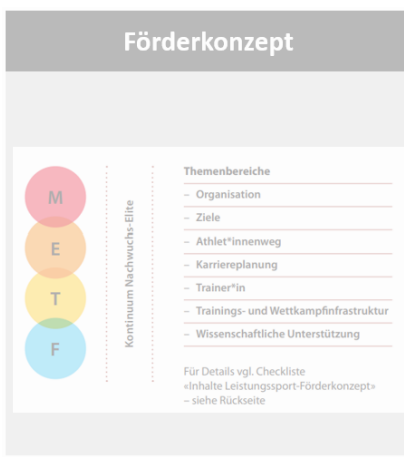 Förderkonzept
M
E
T
F
Kontinuum Nachwuchs-Elite
Themenbereiche
– Organisation
– Ziele
– Athlet*innenweg
– Karriereplanung
– Trainer*in
– Trainings- und Wettkampfinfrastruktur
– Wissenschaftliche Unterstützung
Für Details vgl. Checkliste
«Inhalte Leistungssport-Förderkonzept»
– siehe Rückseite